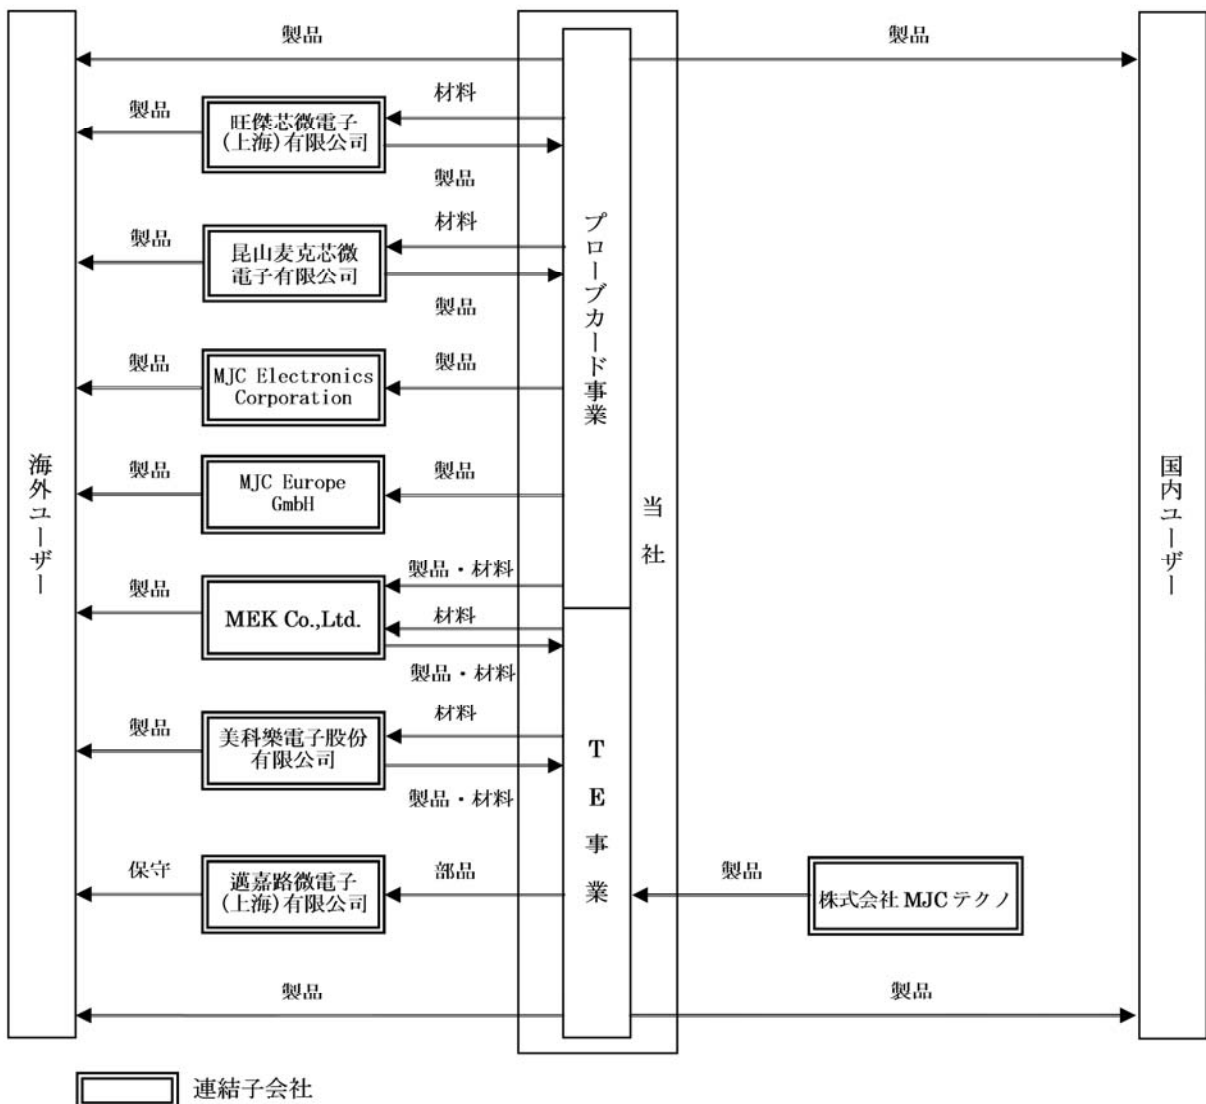 製品
製品
製品
旺傑芯微電子
(上海)有限公司
材料
製品
製品
昆山麦克芯微
電子有限公司
材料
製品
製品
MJC Electronics
Corporation
製品
製品
MJC Europe
GmbH
製品
製品
MEK Co.,Ltd.
製品・材料
材料
製品・材料
製品
美科樂電子股份
有限公司
材料
製品・材料
保守
邁嘉路微電子
(上海)有限公司
部品
製品
株式会社 MJC テクノ
製品
製品
海外ユーザー
プローブカード事業
TE事業
当社
国内ユーザー
連結子会社